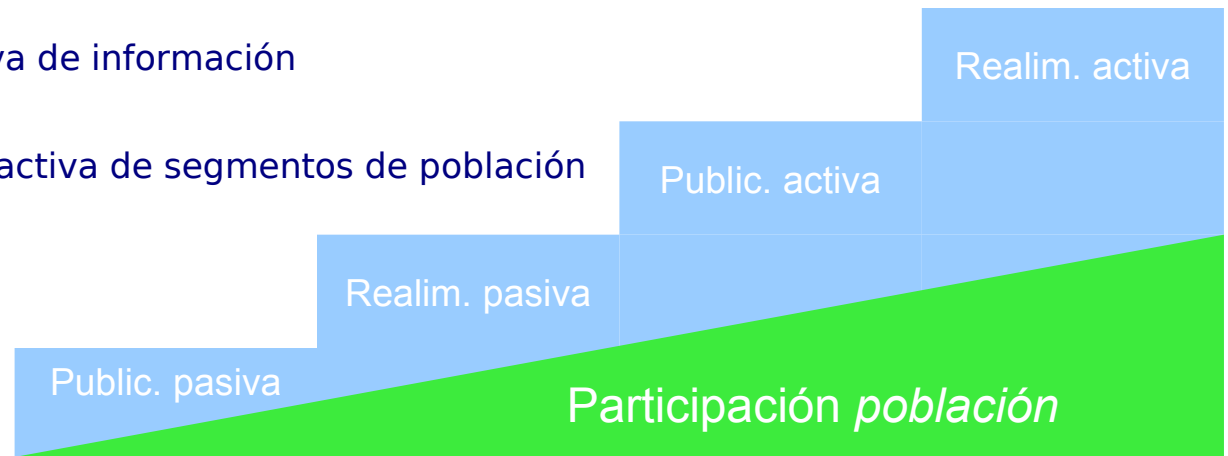 va de información
Realim. activa
activa de segmentos de población
Public. activa
Realim. pasiva
Public. pasiva
Participación población